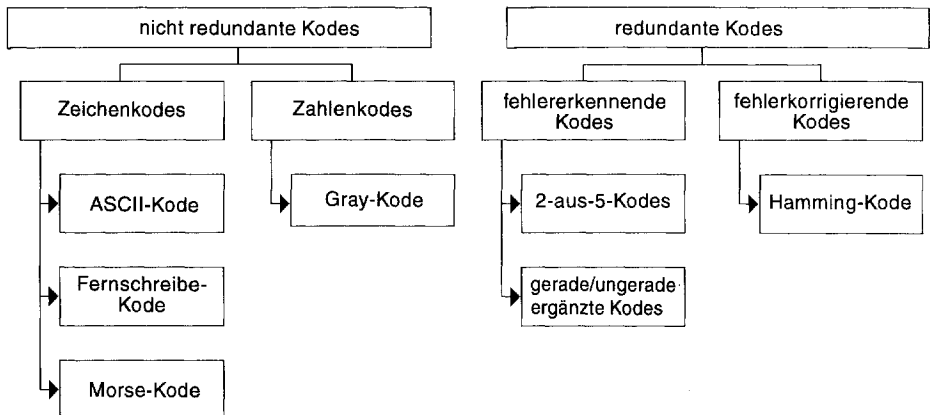 nicht redundante Kodes
redundante Kodes
Zeichenkodes
Zahlenkodes
fehlererkennende
Kodes
fehlerkorrigierende
Kodes
ASCII-Kode
Gray-Kode
2-aus-5-Kodes
Hamming-Kode
Fernschreibe-
Kode
gerade/ungerade
ergänzte Kodes
Morse-Kode